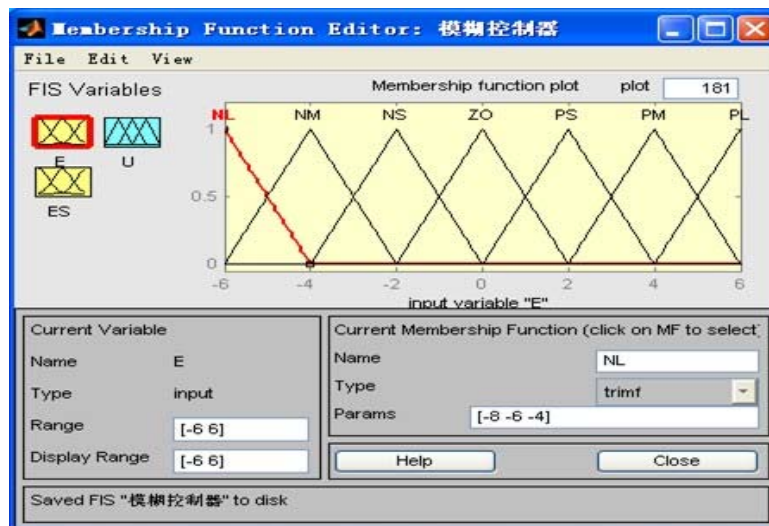 Membership Function Editor: 模糊控制器
File Edit View
FIS Variables
Membership function plot plot 181
E
U
ES
NL NM NS ZO PS PM PL
1
0.5
0
-6 -4 -2 0 2 4 6
input variable "E"
Current Variable
Name E
Type input
Range [-6 6]
Display Range [-6 6]
Current Membership Function (click on MF to select)
Name NL
Type trimf
Params [-8 -6 -4]
Help Close
Saved FIS "模糊控制器" to disk